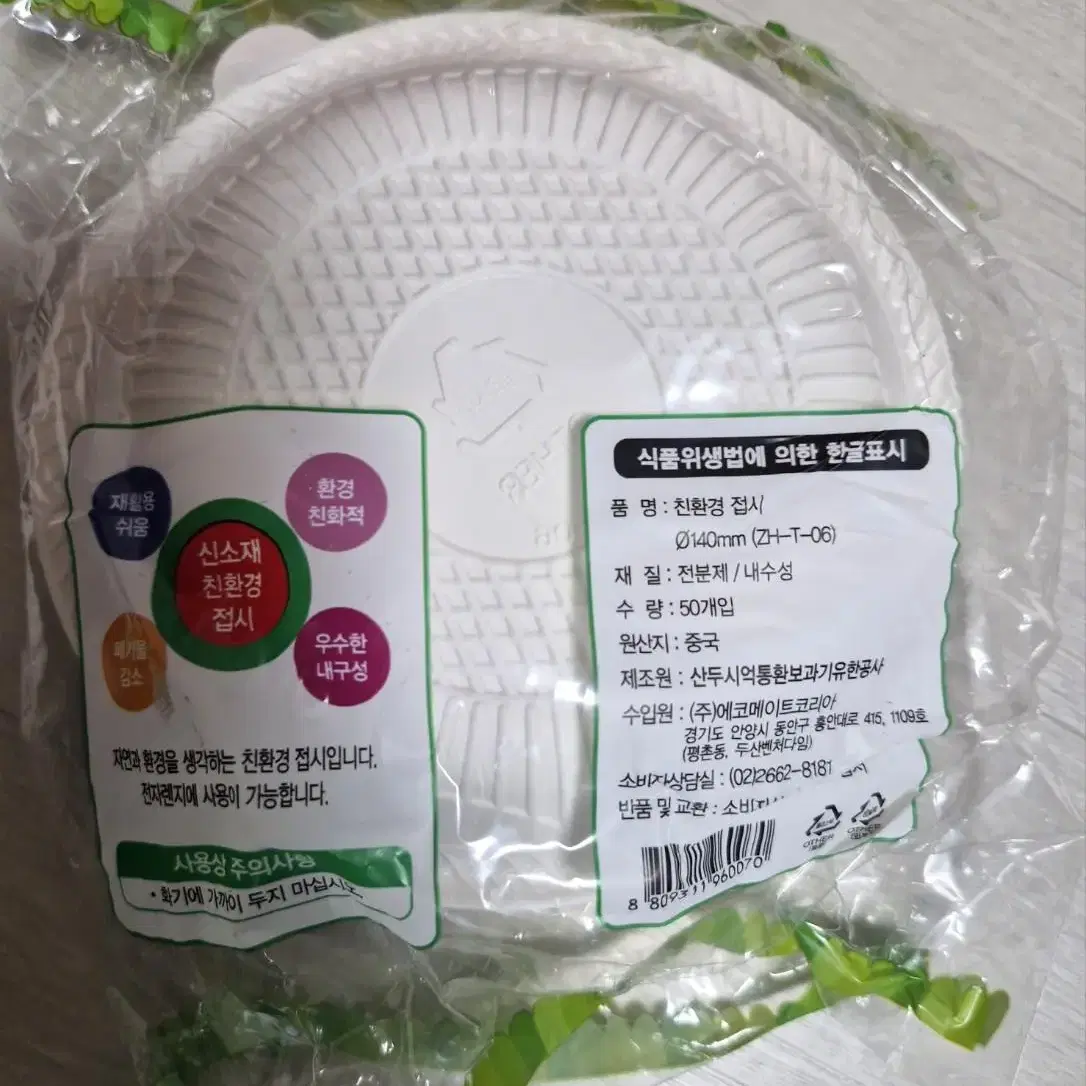 재활용
쉬움
환경
친화적
신소재
친환경
접시
폐기물
감소
우수한
내구성
자연과 환경을 생각하는 친환경 접시입니다.
전자렌지에 사용이 가능합니다.
사용상 주의사항
* 화기에 가까이 두지 마십시오.
식품위생법에 의한 한글표시
품 명 : 친환경 접시
Ø140mm (ZH-T-06)
재 질 : 전분제 / 내수성
수 량 : 50개입
원산지 : 중국
제조원 : 산두시억통환보과기유한공사
수입원 : (주)에코메이트코리아
경기도 안양시 동안구 흥안대로 415, 1109호
(평촌동, 두산벤처다임)
소비자상담실 : (02)2662-8181
반품 및 교환 : 소비자
OTHER
OTHER
8 809311 960070